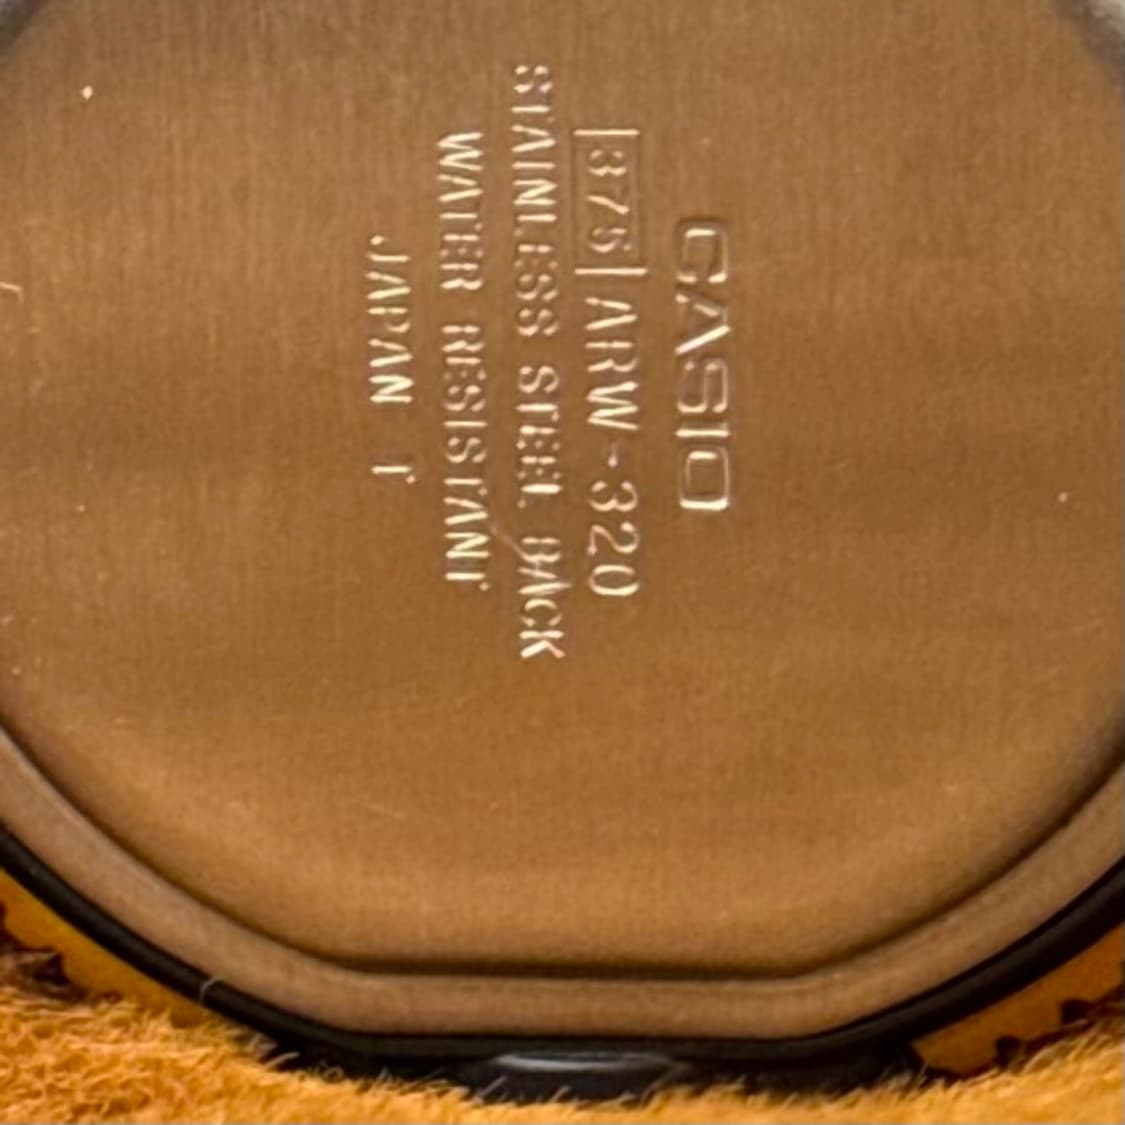 CASIO
375 ARW-320
STAINLESS STEEL BACK
WATER RESISTANT
JAPAN T